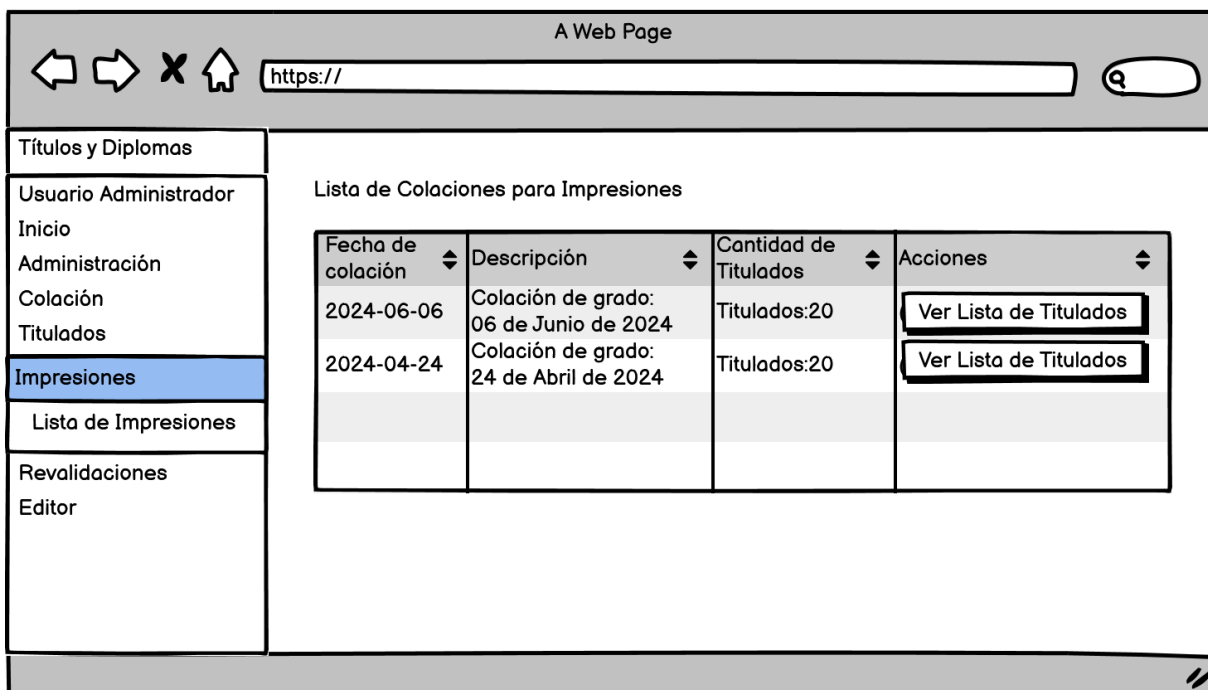 A Web Page
https://
Títulos y Diplomas
Usuario Administrador
Inicio
Administración
Colación
Titulados
Impresiones
Lista de Impresiones
Revalidaciones
Editor
Lista de Colaciones para Impresiones
Fecha de
colación
Descripción
Cantidad de
Titulados
Acciones
2024-06-06
Colación de grado:
06 de Junio de 2024
Titulados:20
Ver Lista de Titulados
2024-04-24
Colación de grado:
24 de Abril de 2024
Titulados:20
Ver Lista de Titulados